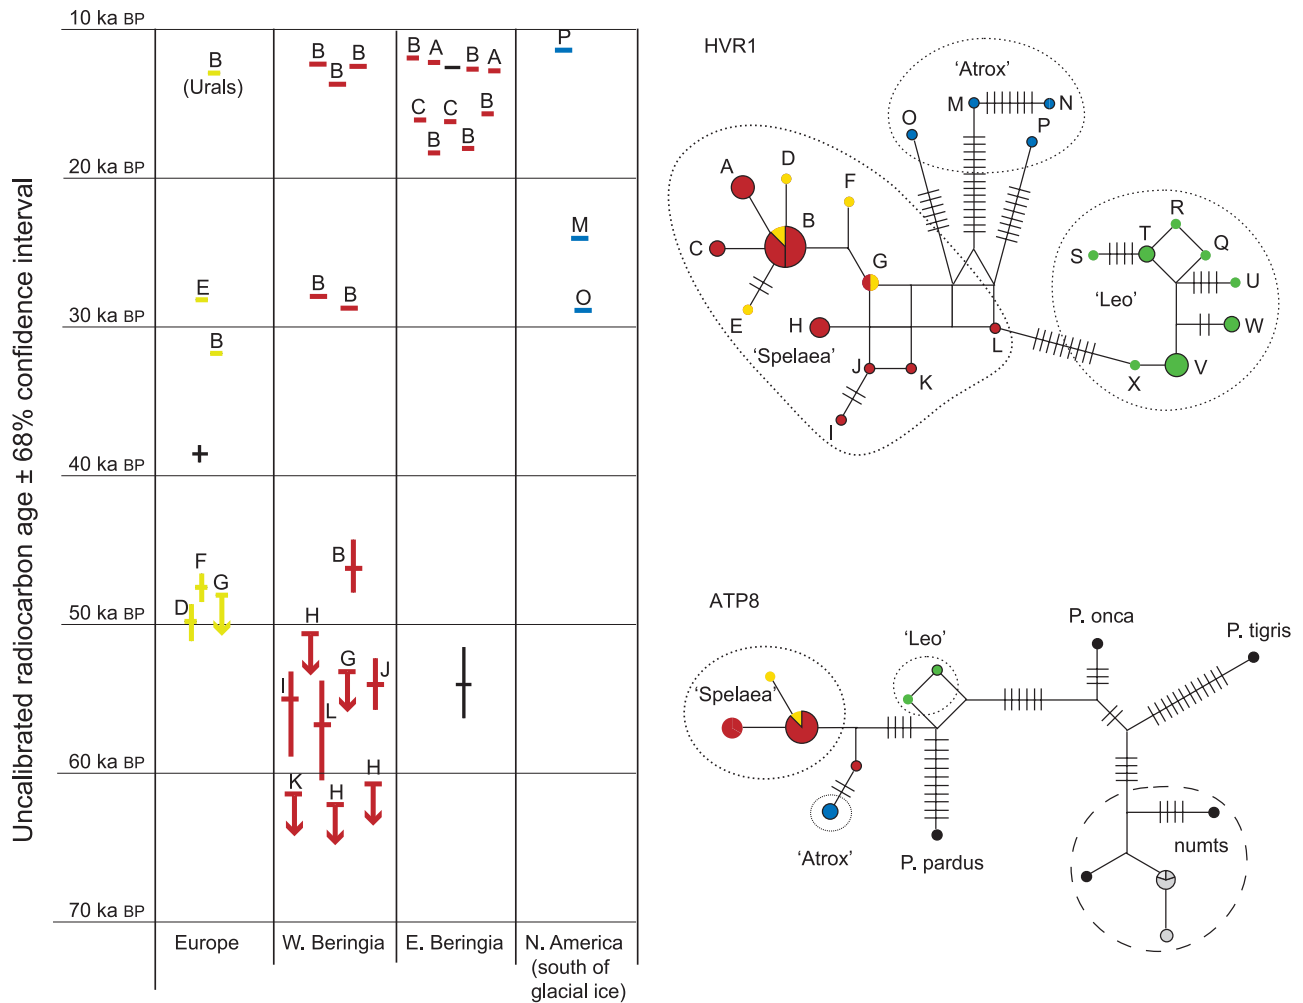 Uncalibrated radiocarbon age ± 68% confidence interval
10 ka BP
20 ka BP
30 ka BP
40 ka BP
50 ka BP
60 ka BP
70 ka BP
B
(Urals)
E
B
F
G
D
Europe
B
B
B
B
B
B
H
G
J
I
L
K
H
H
W. Beringia
B
A
B
A
C
C
B
B
B
E. Beringia
P
M
O
N. America
(south of
glacial ice)
HVR1
'Atrox'
M
N
O
P
A
D
B
F
C
G
E
H
'Spelaea'
J
K
L
I
R
T
Q
S
U
'Leo'
W
X
V
ATP8
'Spelaea'
'Leo'
P. onca
P. tigris
'Atrox'
P. pardus
numts